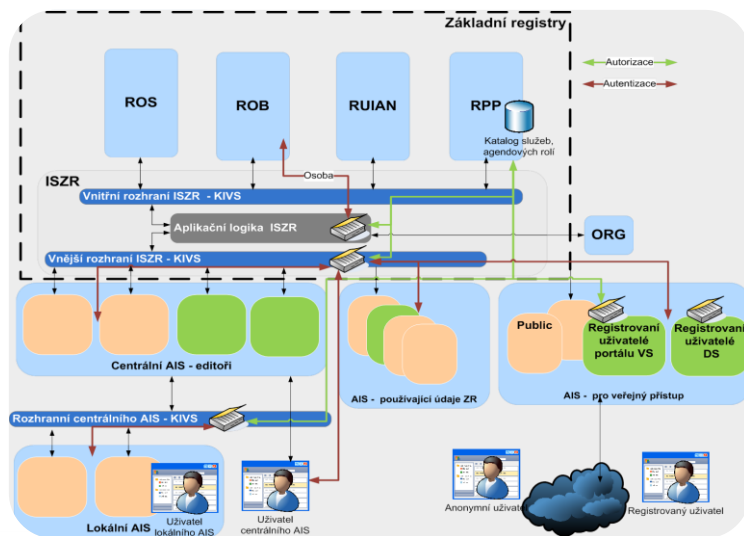 Základní registry
Autorizace
Autentizace
ROS
ROB
RUIAN
RPP
Katalog služeb,
agendových rolí
ISZR
Osoba
Vnitřní rozhraní ISZR - KIVS
Aplikační logika ISZR
ORG
Vnější rozhraní ISZR - KIVS
Public
Registrovaní
uživatelé
portálu VS
Registrovaní
uživatelé
DS
Centrální AIS - editoři
AIS - používající údaje ZR
AIS - pro veřejný přístup
Rozhranní centrálního AIS - KIVS
Lokální AIS
Uživatel
lokálního AIS
Uživatel
centrálního AIS
Anonymní uživatel
Registrovaný uživatel